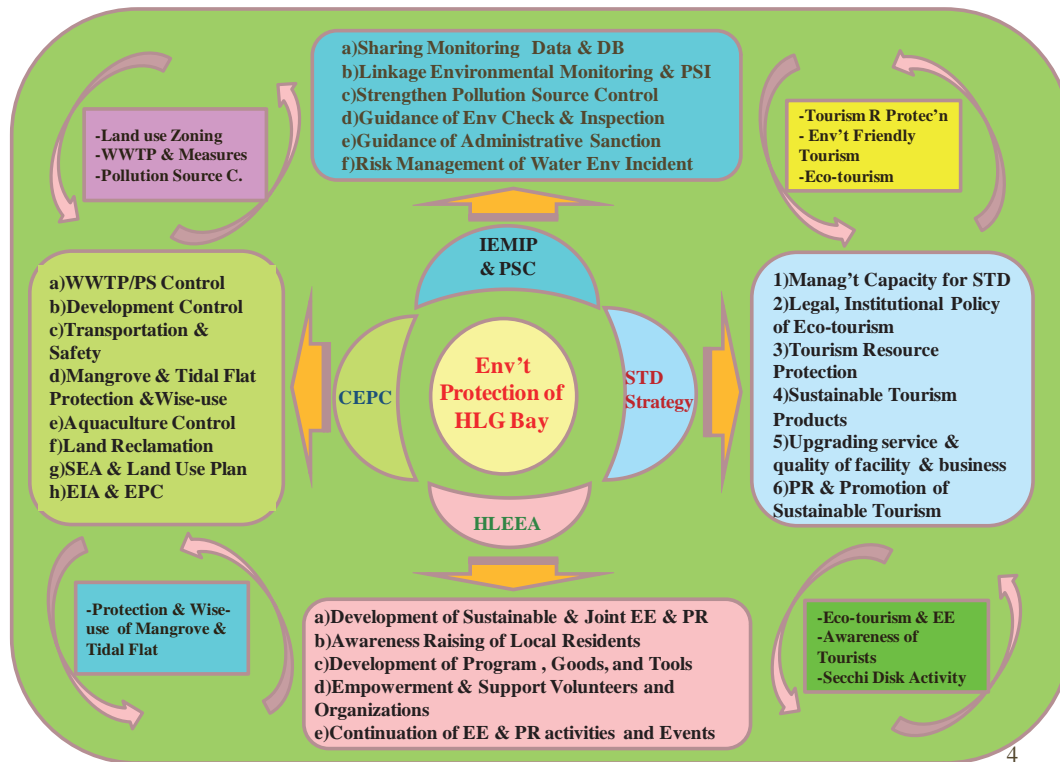 a)Sharing Monitoring Data & DB
b)Linkage Environmental Monitoring & PSI
c)Strengthen Pollution Source Control
d)Guidance of Env Check & Inspection
e)Guidance of Administrative Sanction
f)Risk Management of Water Env Incident
-Land use Zoning
-WWTP & Measures
-Pollution Source C.
-Tourism R Protec'n
- Env't Friendly
Tourism
-Eco-tourism
IEMIP
& PSC
a)WWTP/PS Control
b)Development Control
c)Transportation &
Safety
d)Mangrove & Tidal Flat
Protection &Wise-use
e)Aquaculture Control
f)Land Reclamation
g)SEA & Land Use Plan
h)EIA & EPC
CEPC
Env't
Protection of
HLG Bay
STD
Strategy
1)Manag't Capacity for STD
2)Legal, Institutional Policy
of Eco-tourism
3)Tourism Resource
Protection
4)Sustainable Tourism
Products
5)Upgrading service &
quality of facility & business
6)PR & Promotion of
Sustainable Tourism
HLEEA
-Protection & Wise-
use of Mangrove &
Tidal Flat
a)Development of Sustainable & Joint EE & PR
b)Awareness Raising of Local Residents
c)Development of Program , Goods, and Tools
d)Empowerment & Support Volunteers and
Organizations
e)Continuation of EE & PR activities and Events
-Eco-tourism & EE
-Awareness of
Tourists
-Secchi Disk Activity
4